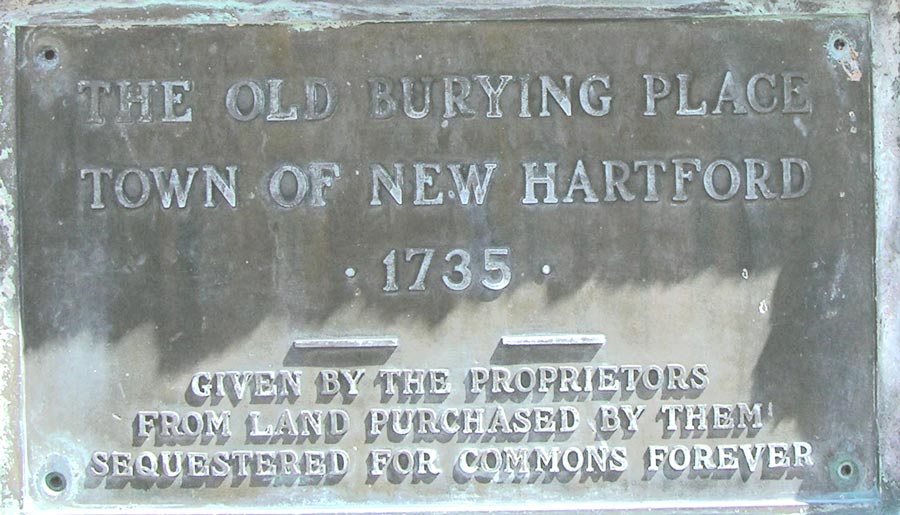 THE OLD BURYING PLACE
TOWN OF NEW HARTFORD
· 1735 ·
GIVEN BY THE PROPRIETORS
FROM LAND PURCHASED BY THEM
SEQUESTERED FOR COMMONS FOREVER